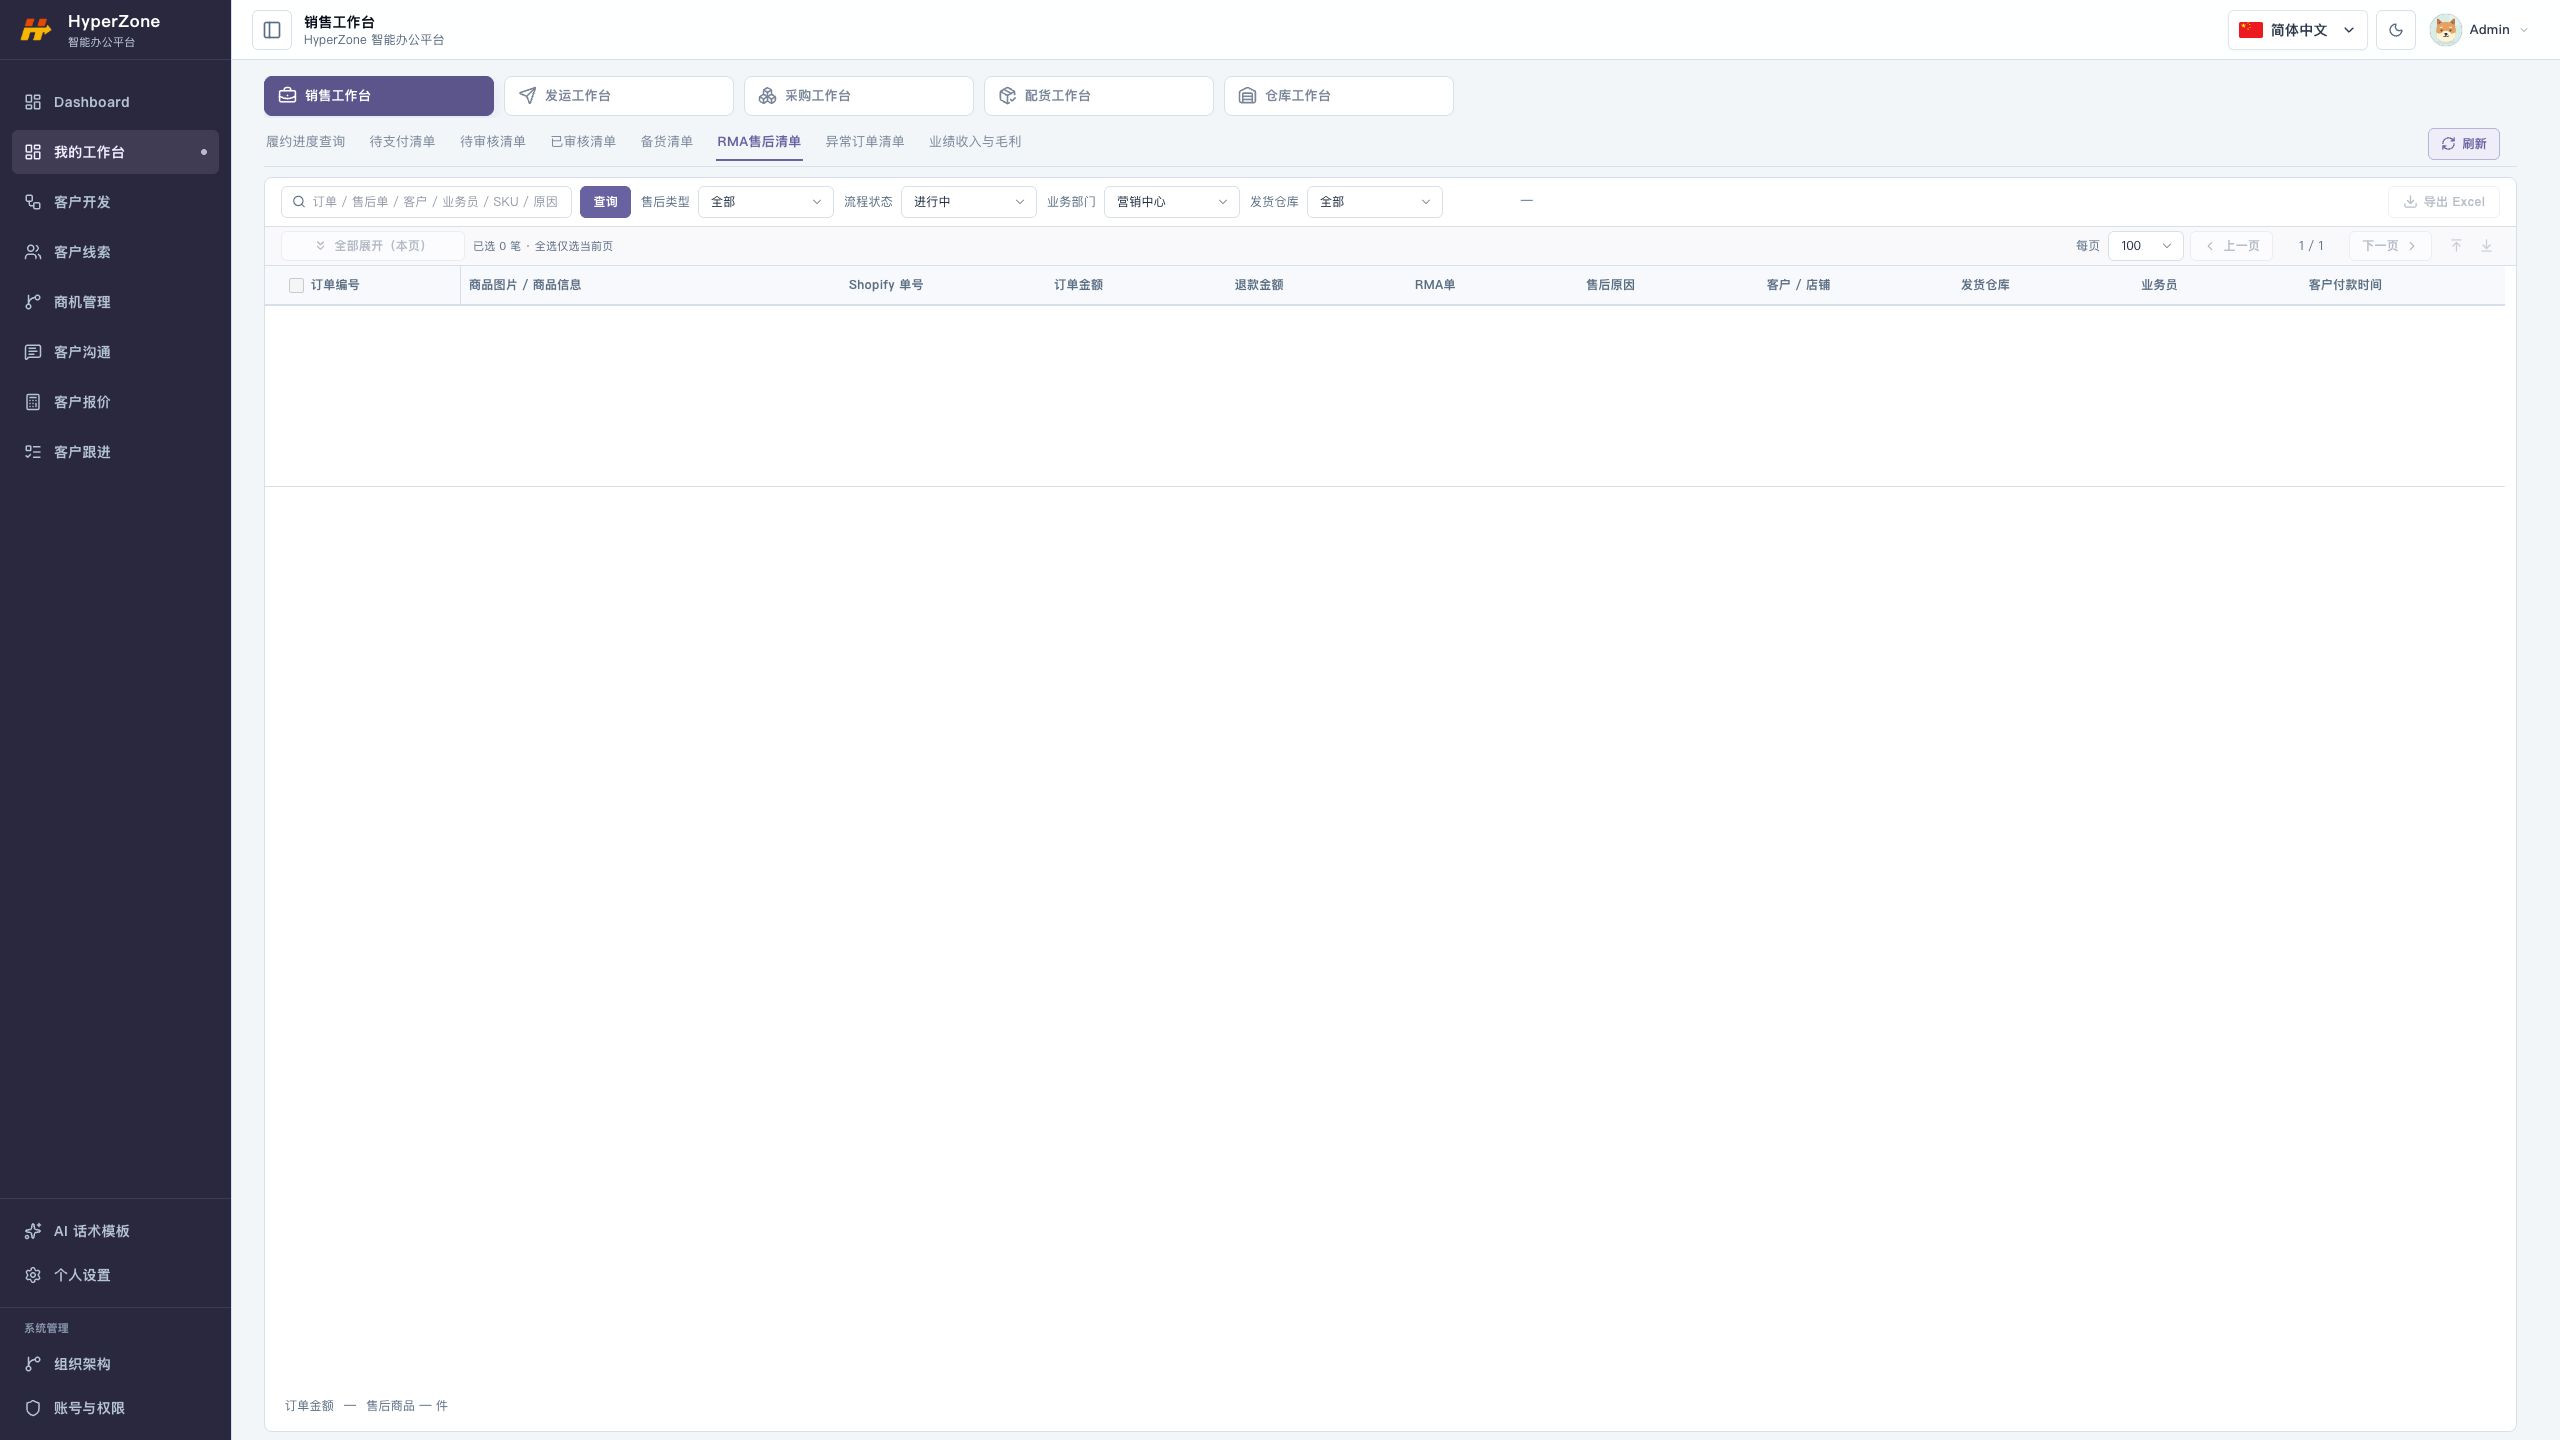 HyperZone
智能办公平台
Dashboard
我的工作台
客户开发
客户线索
商机管理
客户沟通
客户报价
客户跟进
AI 话术模板
个人设置
系统管理
组织架构
账号与权限
销售工作台
HyperZone 智能办公平台
简体中文
Admin
销售工作台 发运工作台 采购工作台 配货工作台 仓库工作台
履约进度查询 待支付清单 待审核清单 已审核清单 备货清单 RMA售后清单 异常订单清单 业绩收入与毛利 刷新
订单 / 售后单 / 客户 / 业务员 / SKU / 原因 查询 售后类型 全部 流程状态 进行中 业务部门 营销中心 发货仓库 全部 — 导出 Excel
全部展开（本页） 已选 0 笔 · 全选仅选当前页 每页 100 上一页 1 / 1 下一页
订单编号 商品图片 / 商品信息 Shopify 单号 订单金额 退款金额 RMA单 售后原因 客户 / 店铺 发货仓库 业务员 客户付款时间
订单金额 — 售后商品 — 件